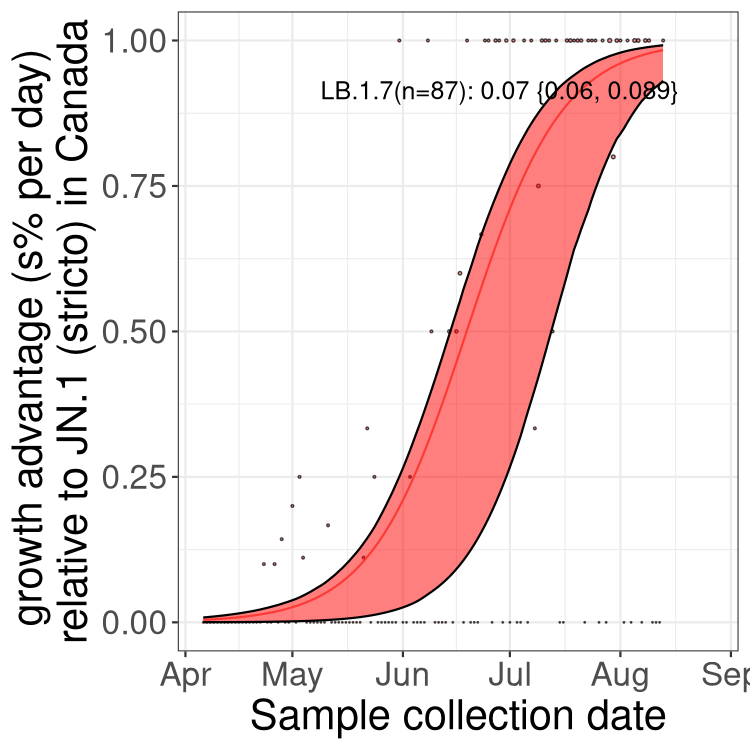 growth advantage (s% per day)
relative to JN.1 (stricto) in Canada
1.00
0.75
0.50
0.25
0.00
LB.1.7(n=87): 0.07 {0.06, 0.089}
Apr May Jun Jul Aug Sep
Sample collection date